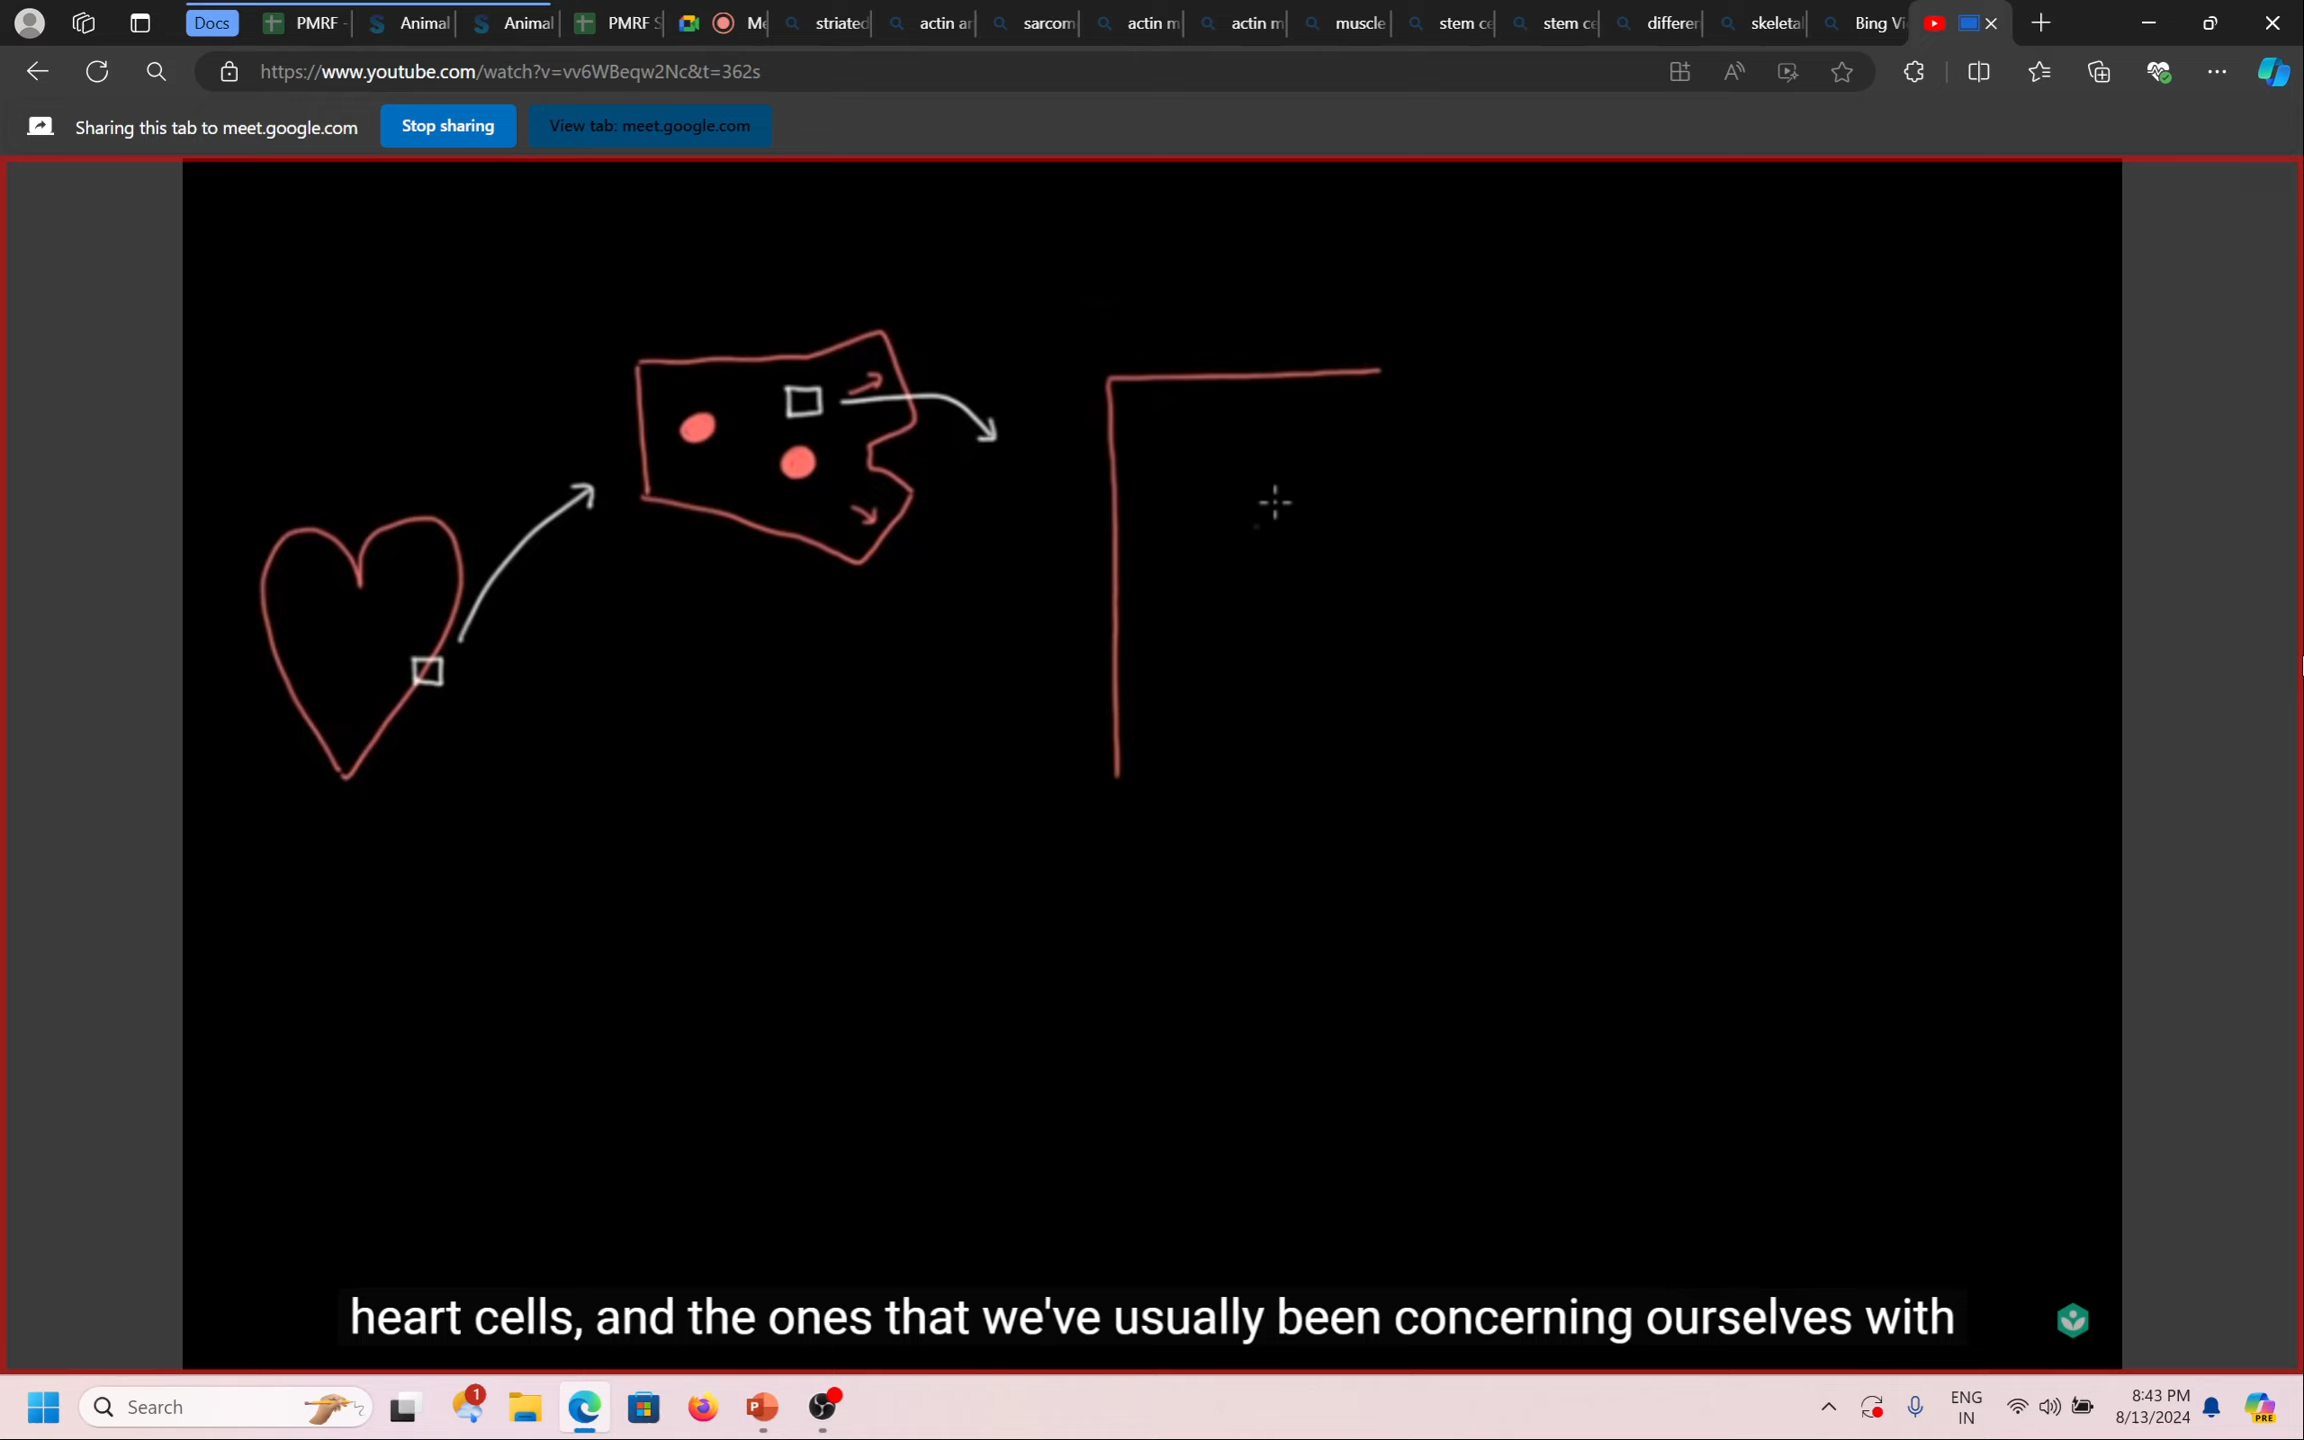 Docs
PMRF -
Animal
Animal
PMRF S
Me
striated
actin ar
sarcom
actin m
actin m
muscle
stem ce
stem ce
differen
skeletal
Bing Vi
https://www.youtube.com/watch?v=vv6WBeqw2Nc&t=362s
Sharing this tab to meet.google.com
Stop sharing
View tab: meet.google.com
heart cells, and the ones that we've usually been concerning ourselves with
Search
1
ENG
IN
8:43 PM
8/13/2024
PRE